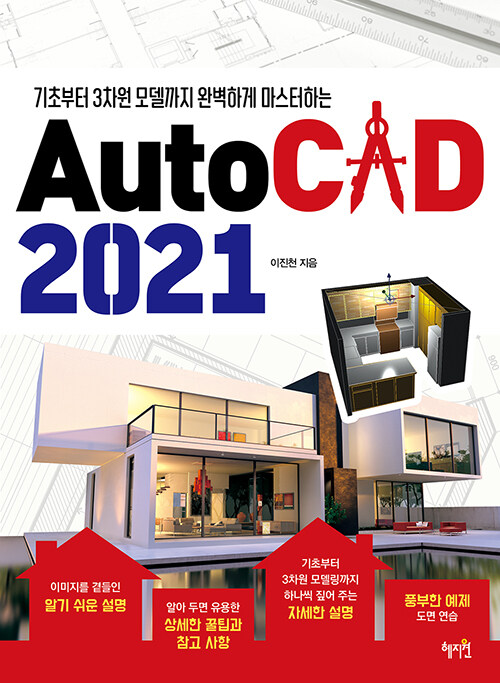 기초부터 3차원 모델까지 완벽하게 마스터하는
AutoCAD
2021
이진천 지음
이미지를 곁들인
알기 쉬운 설명
알아 두면 유용한
상세한 꿀팁과
참고 사항
기초부터
3차원 모델링까지
하나씩 짚어 주는
자세한 설명
풍부한 예제
도면 연습
혜지원